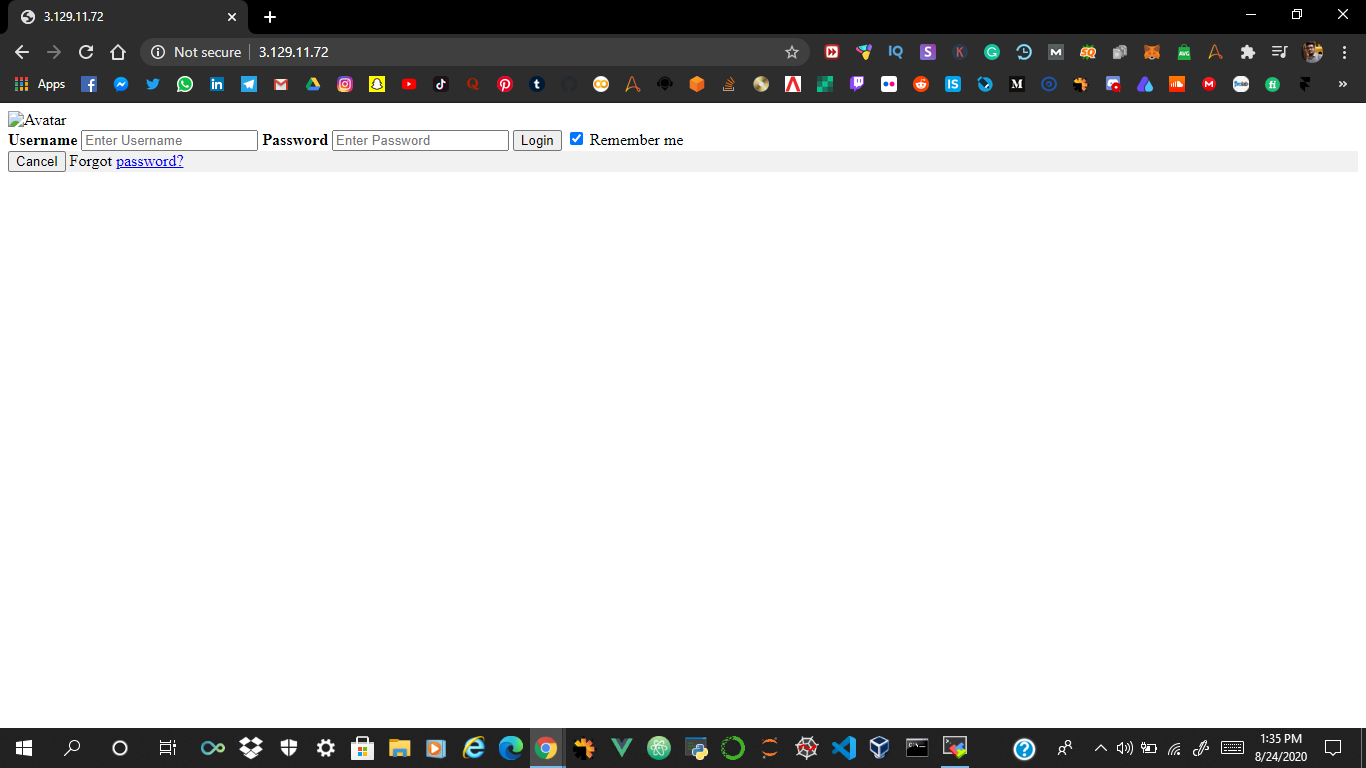 3.129.11.72
Not secure 3.129.11.72
Apps
Avatar
Username Enter Username Password Enter Password Login Remember me
Cancel Forgot password?
1:35 PM
8/24/2020